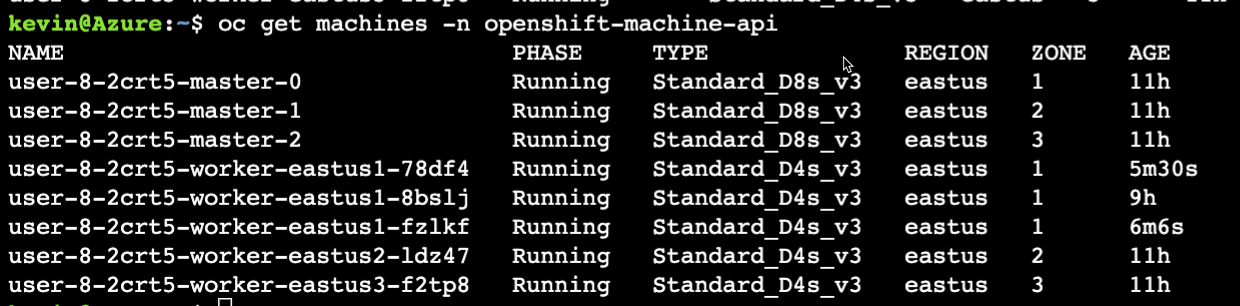 kevin@Azure:~$ oc get machines -n openshift-machine-api
NAME PHASE TYPE REGION ZONE AGE
user-8-2crt5-master-0 Running Standard_D8s_v3 eastus 1 11h
user-8-2crt5-master-1 Running Standard_D8s_v3 eastus 2 11h
user-8-2crt5-master-2 Running Standard_D8s_v3 eastus 3 11h
user-8-2crt5-worker-eastus1-78df4 Running Standard_D4s_v3 eastus 1 5m30s
user-8-2crt5-worker-eastus1-8bslj Running Standard_D4s_v3 eastus 1 9h
user-8-2crt5-worker-eastus1-fzlkf Running Standard_D4s_v3 eastus 1 6m6s
user-8-2crt5-worker-eastus2-ldz47 Running Standard_D4s_v3 eastus 2 11h
user-8-2crt5-worker-eastus3-f2tp8 Running Standard_D4s_v3 eastus 3 11h